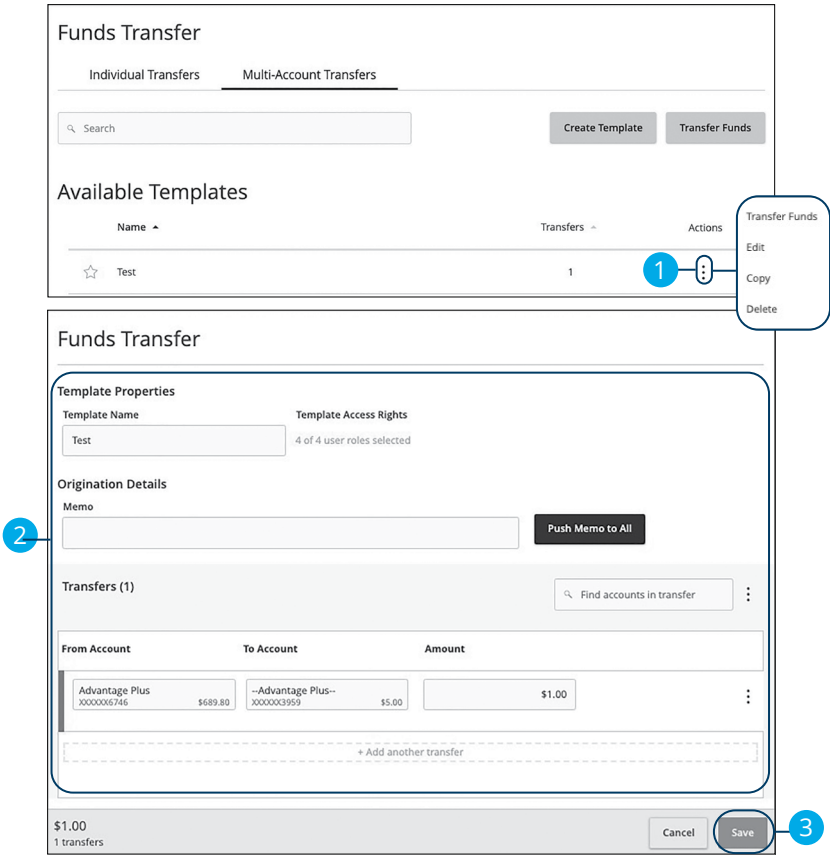 Funds Transfer
Individual Transfers Multi-Account Transfers
Search Create Template Transfer Funds
Available Templates
Name Transfers Actions
Test 1
1
Transfer Funds
Edit
Copy
Delete
Funds Transfer
Template Properties
Template Name Template Access Rights
Test 4 of 4 user roles selected
Origination Details
Memo
Push Memo to All
2
Transfers (1) Find accounts in transfer
From Account To Account Amount
Advantage Plus --Advantage Plus-- $1.00
XXXXXX6746 $689.80 XXXXXX3959 $5.00
+ Add another transfer
$1.00
1 transfers
Cancel Save
3